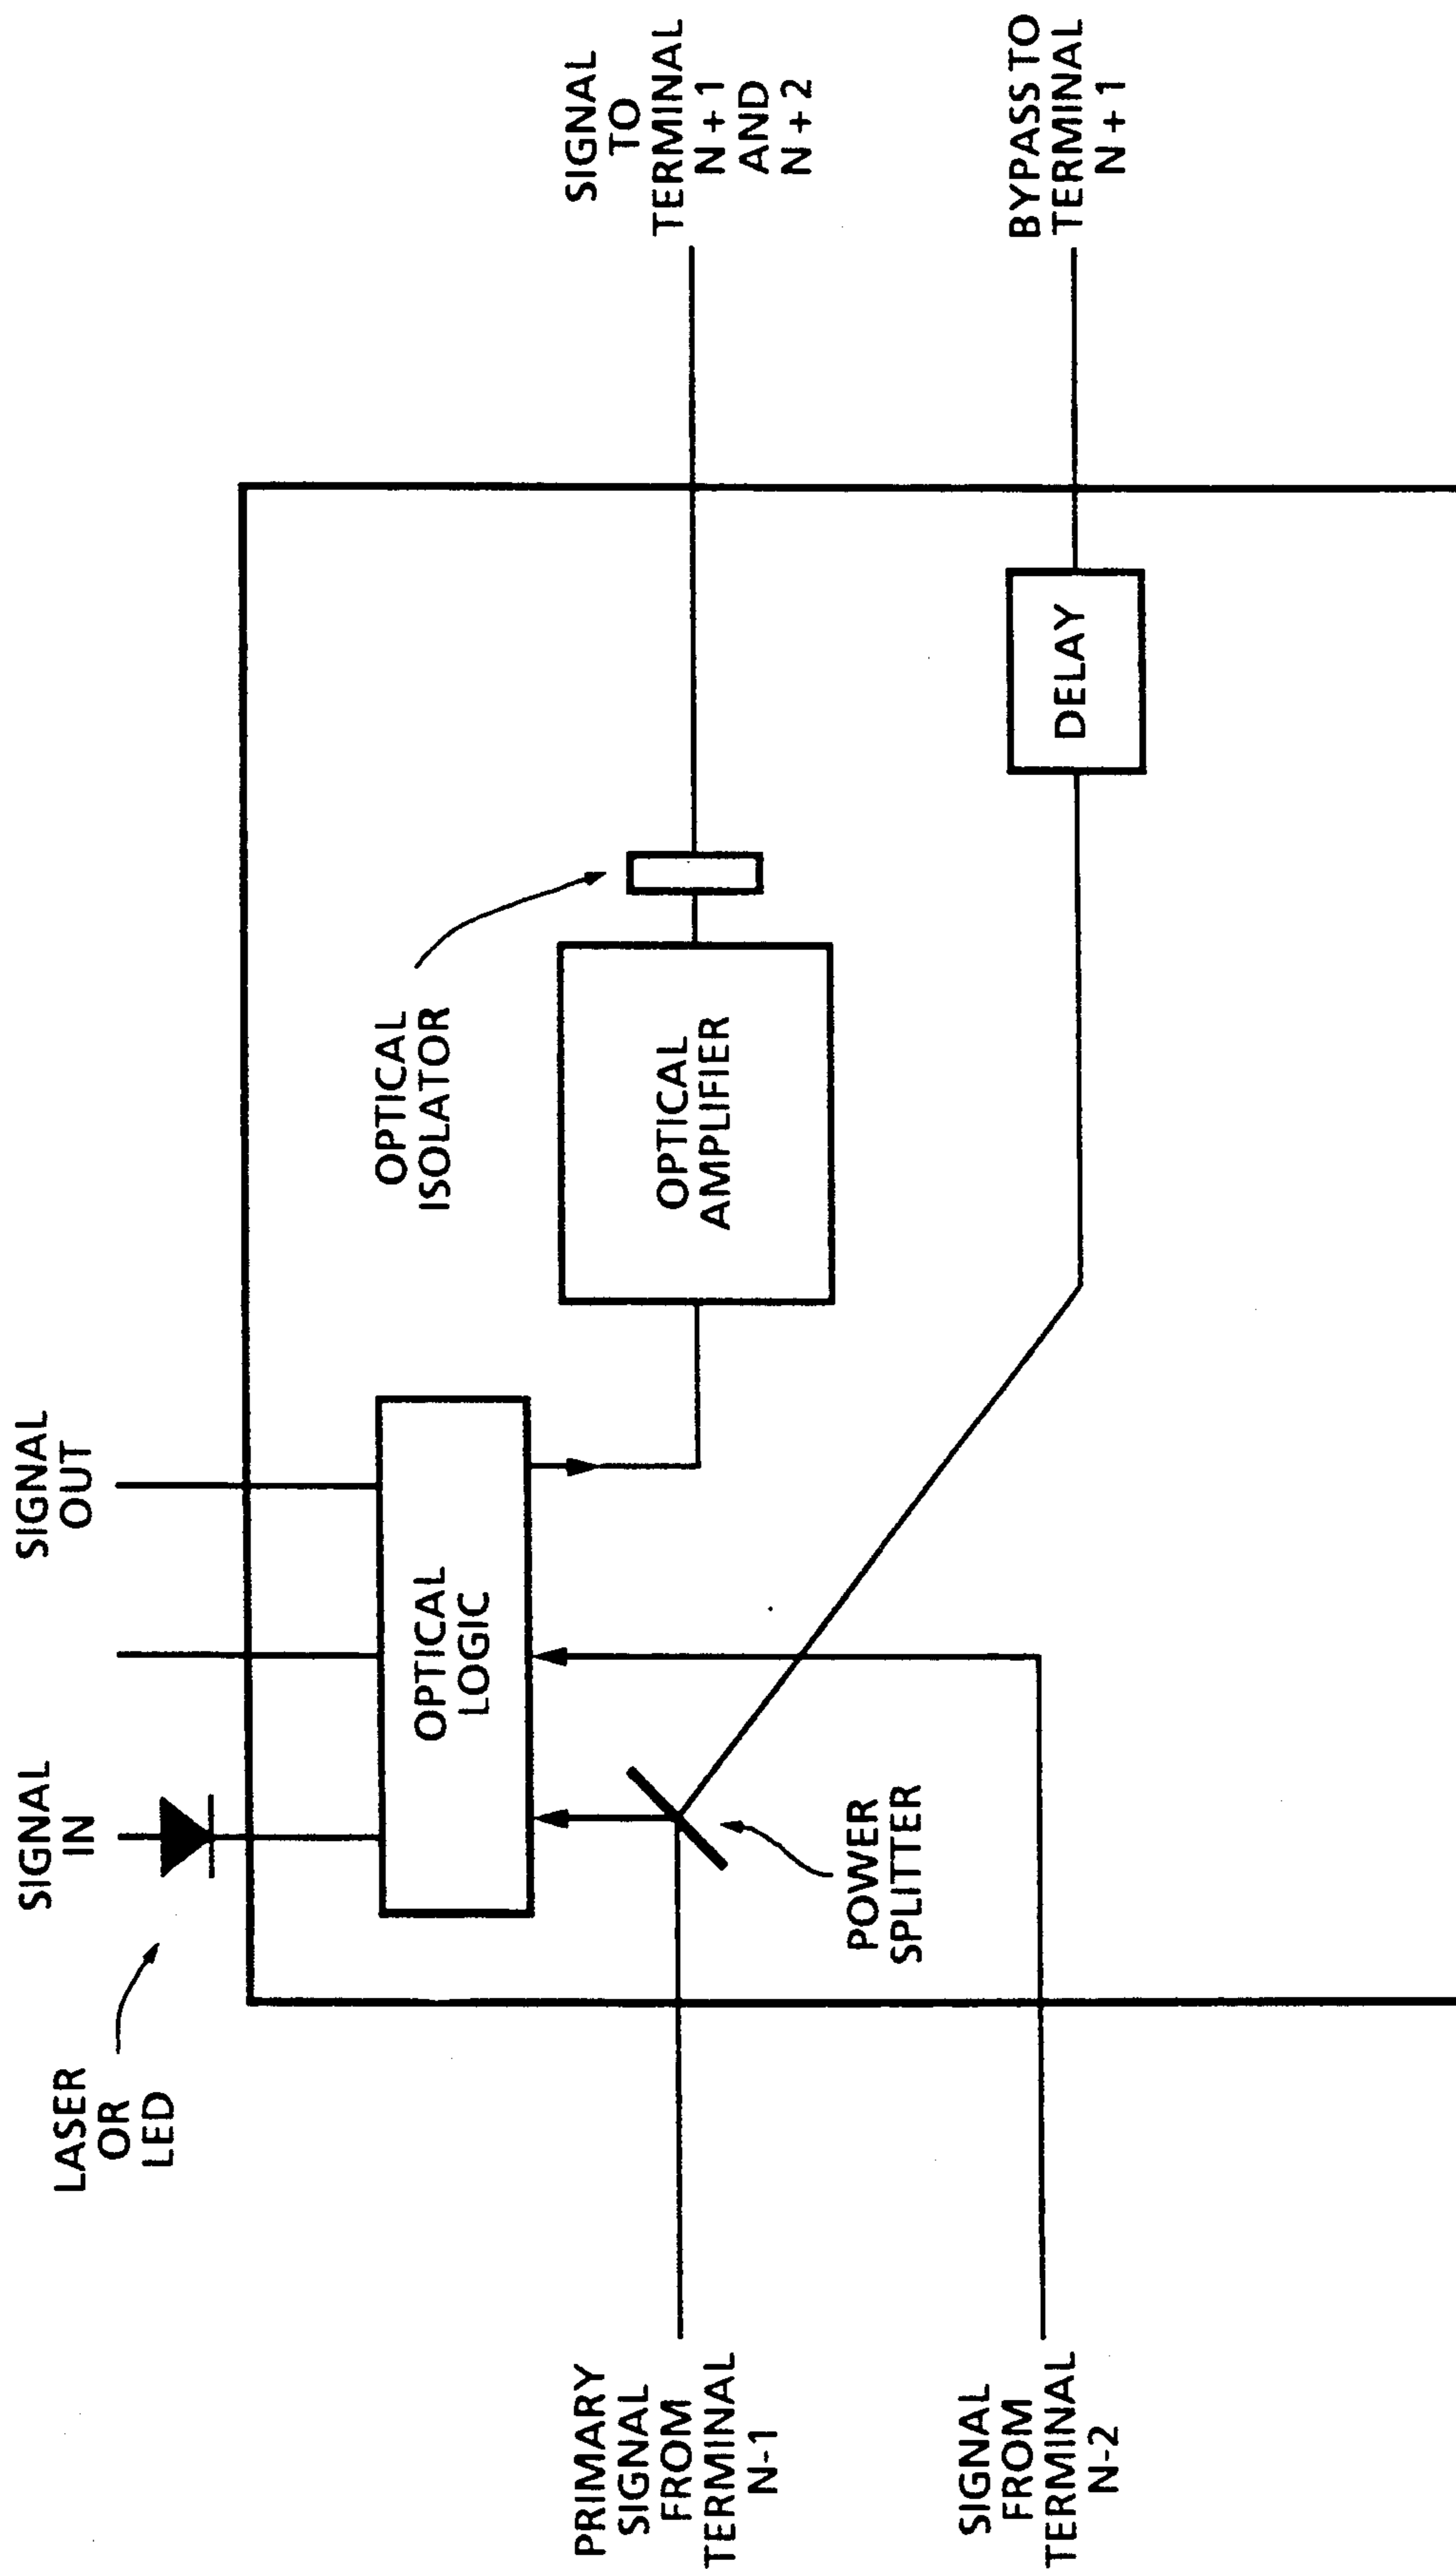 LASER
OR
LED
SIGNAL
IN
SIGNAL
OUT
OPTICAL
LOGIC
OPTICAL
ISOLATOR
OPTICAL
AMPLIFIER
SIGNAL
TO
TERMINAL
N + 1
AND
N + 2
PRIMARY
SIGNAL
FROM
TERMINAL
N-1
POWER
SPLITTER
DELAY
BYPASS TO
TERMINAL
N + 1
SIGNAL
FROM
TERMINAL
N-2